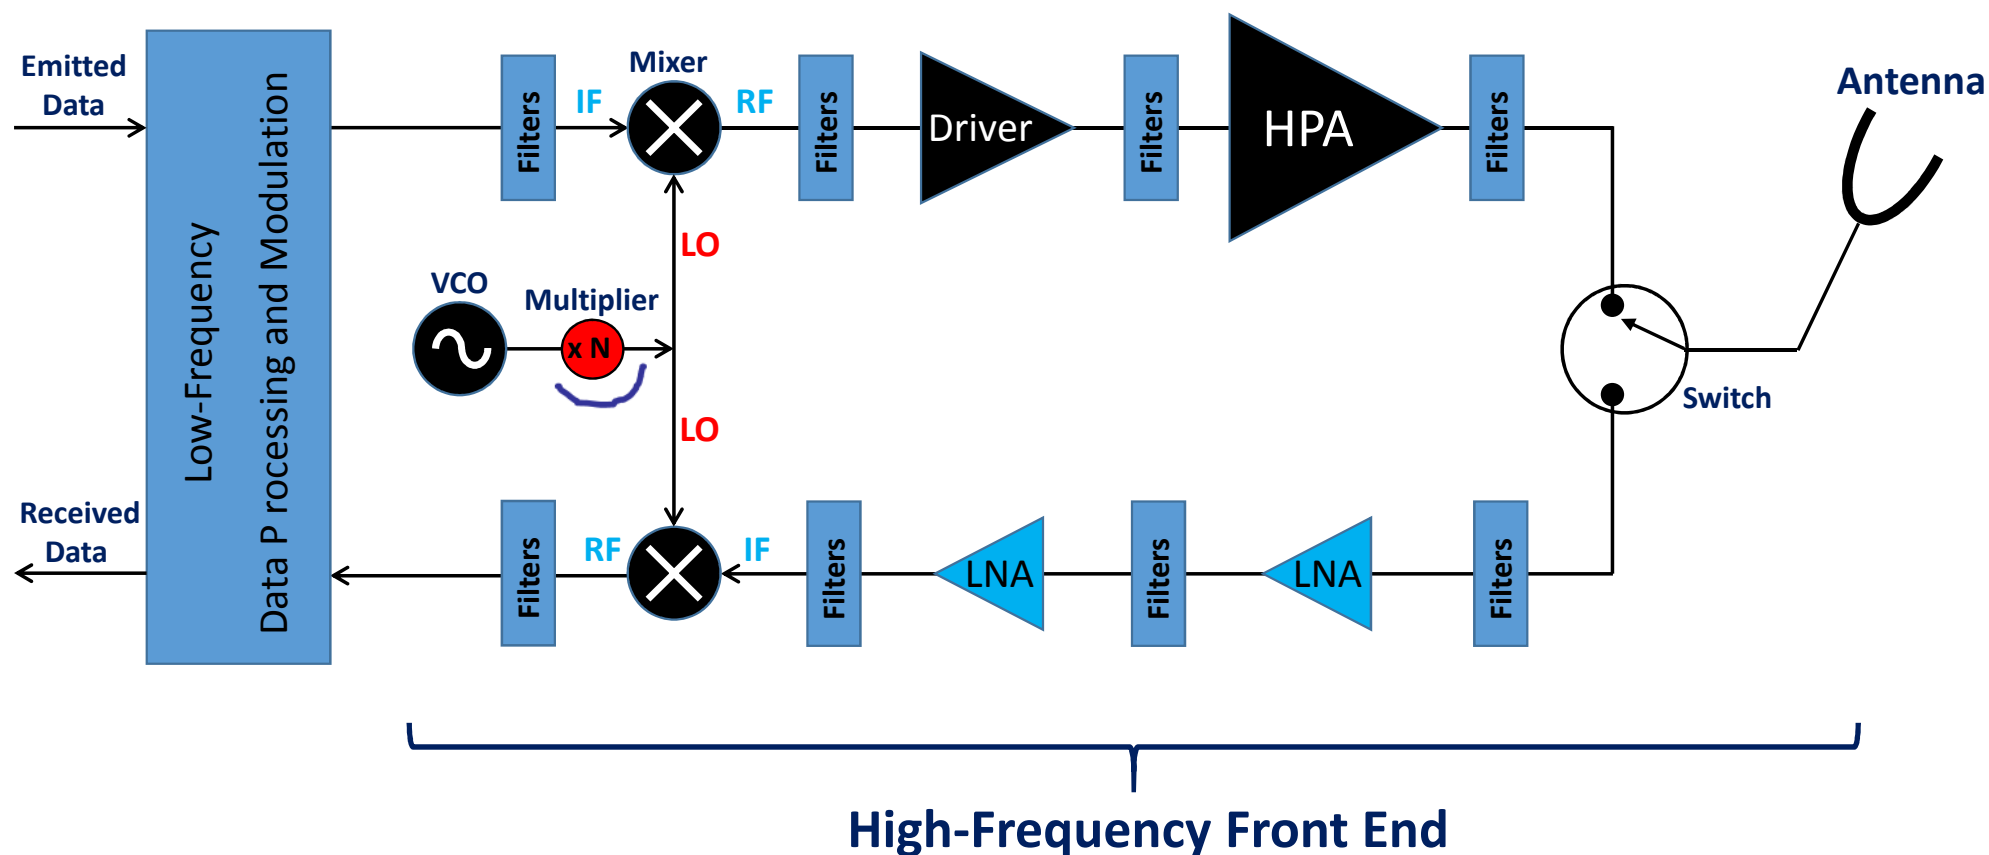 Emitted
Data
Low-Frequency
Data P rocessing and Modulation
Filters
IF
Mixer
RF
Filters
Driver
Filters
HPA
Filters
Antenna
LO
VCO
Multiplier
x N
LO
Switch
Received
Data
Filters
RF
IF
Filters
LNA
Filters
LNA
Filters
High-Frequency Front End